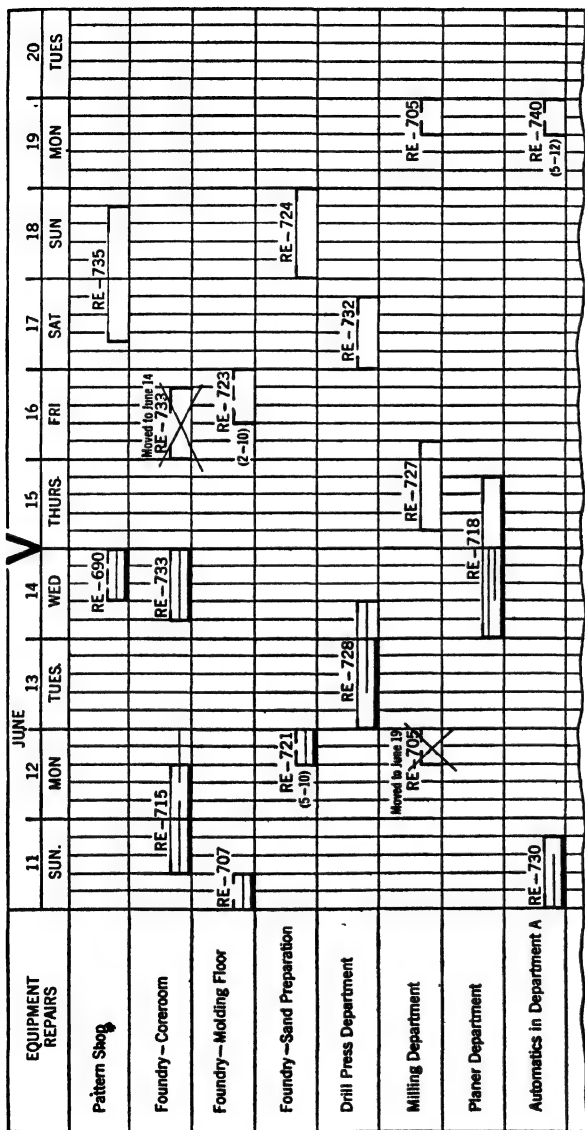 EQUIPMENT
REPAIRS
JUNE
11
SUN.
12
MON
13
TUES.
14
WED
15
THURS.
16
FRI
17
SAT
18
SUN
19
MON
20
TUES
V
Pattern Shop
RE-690
RE-735
Foundry-Coreroom
RE-715
RE-733
Moved to June 14
RE-733
Foundry-Molding Floor
RE-707
RE-723
(2-10)
Foundry-Sand Preparation
RE-721
(5-10)
RE-724
Drill Press Department
RE-728
RE-732
Milling Department
Moved to June 19
RE-705
RE-727
RE-705
Planer Department
RE-718
Automatics in Department A
RE-730
RE-740
(5-12)